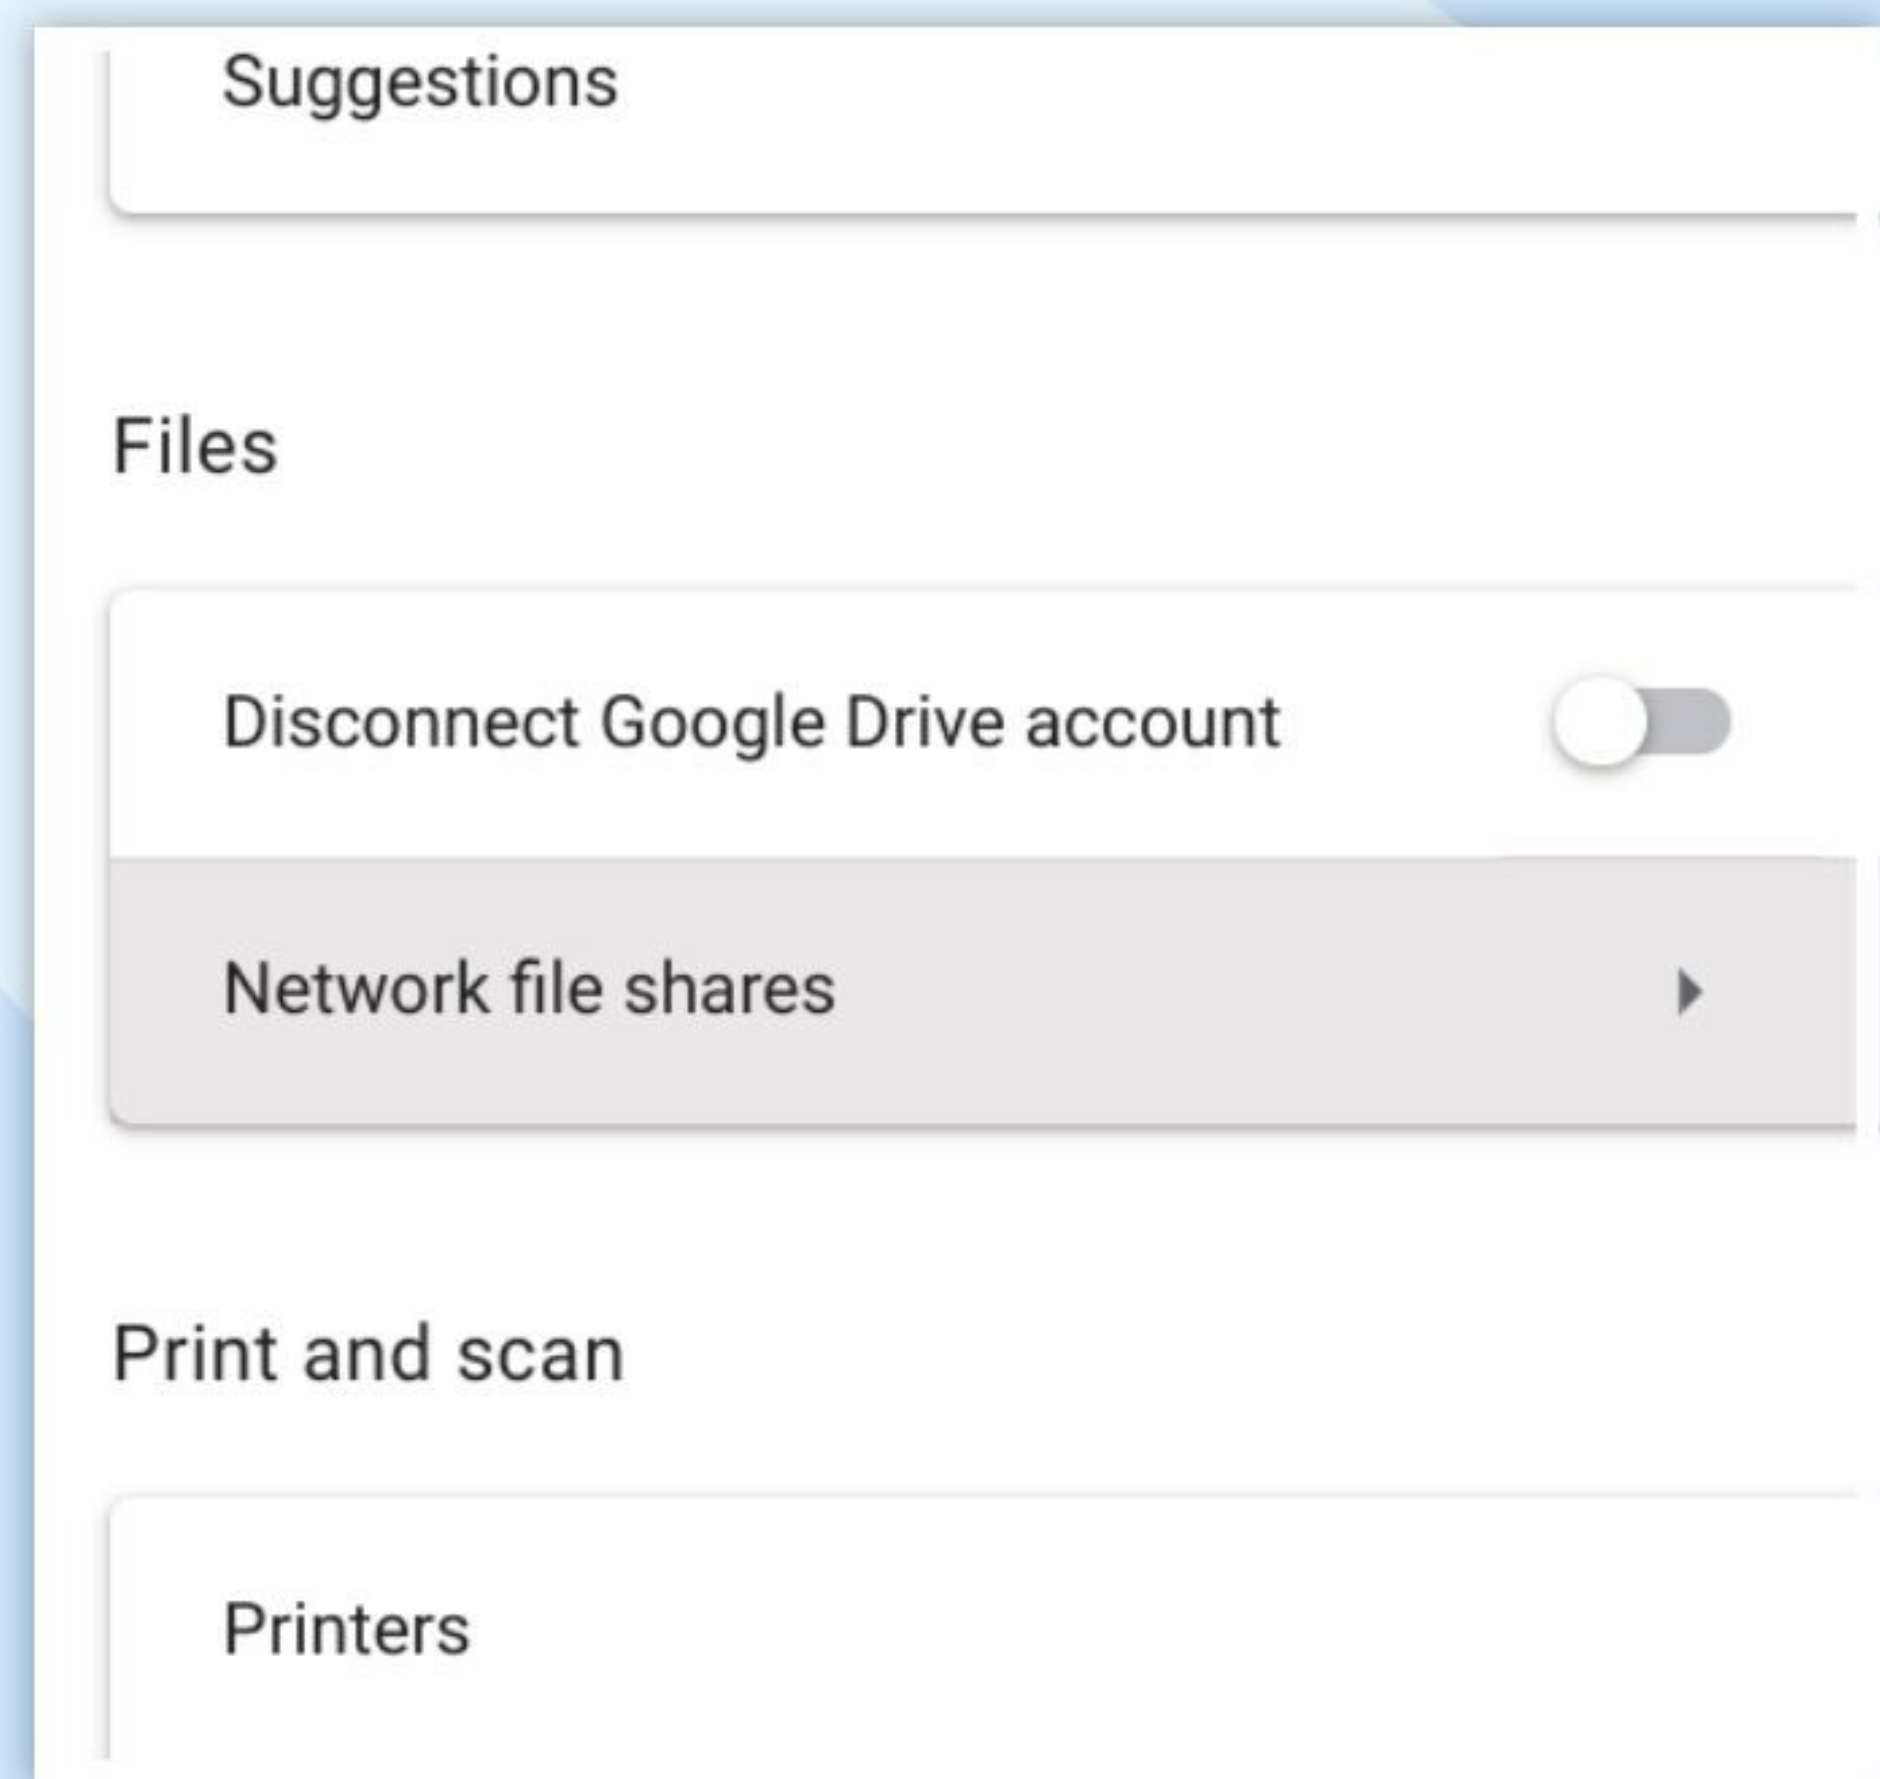 Suggestions
Files
Disconnect Google Drive account
Network file shares
Print and scan
Printers